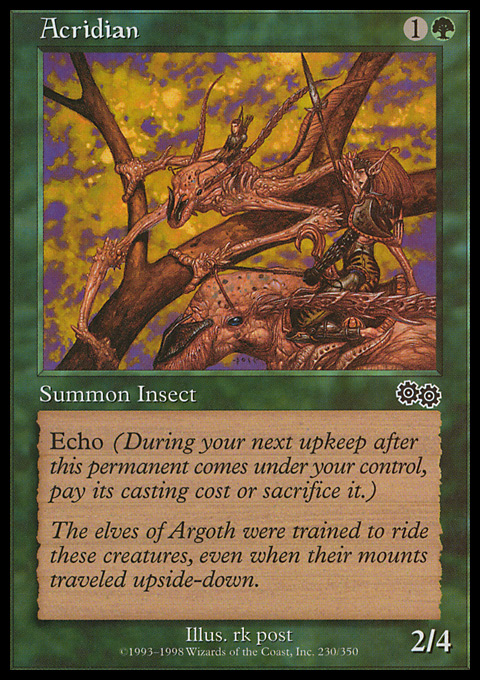 Acridian 1
Summon Insect
Echo (During your next upkeep after
this permanent comes under your control,
pay its casting cost or sacrifice it.)
The elves of Argoth were trained to ride
these creatures, even when their mounts
traveled upside-down.
Illus. rk post
©1993–1998 Wizards of the Coast, Inc. 230/350
2/4